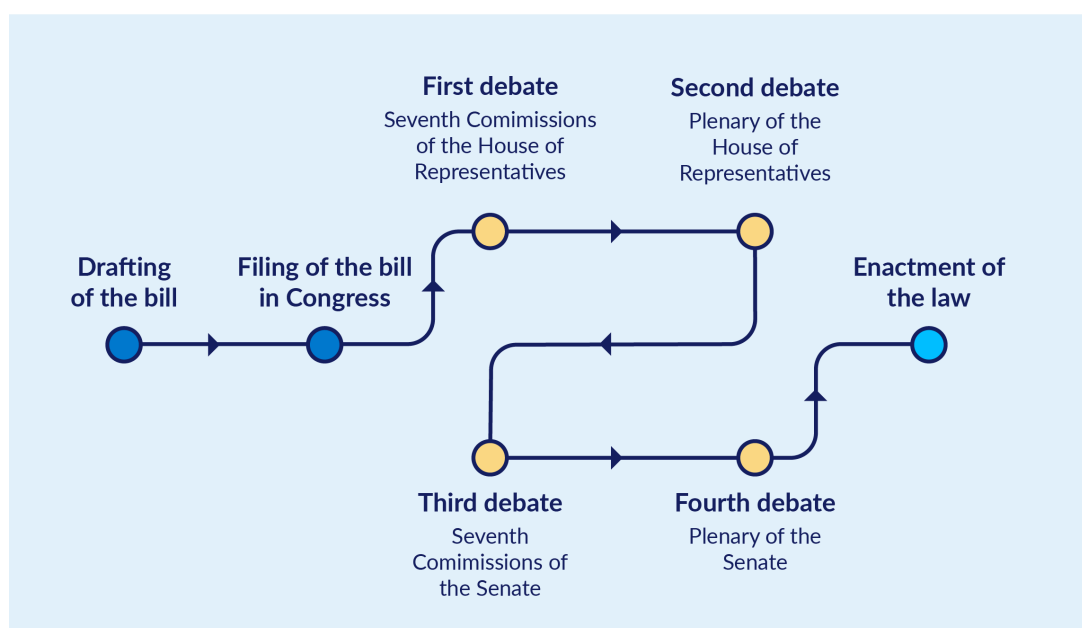 Drafting
of the bill
Filing of the bill
in Congress
First debate
Seventh Comimissions
of the House of
Representatives
Second debate
Plenary of the
House of
Representatives
Third debate
Seventh
Comimissions of
the Senate
Fourth debate
Plenary of the
Senate
Enactment of
the law